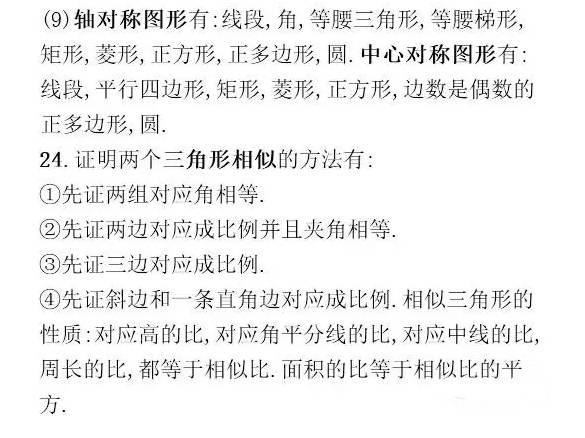 (9)轴对称图形有:线段,角,等腰三角形,等腰梯形,
矩形,菱形,正方形,正多边形,圆.中心对称图形有:
线段,平行四边形,矩形,菱形,正方形,边数是偶数的
正多边形,圆.
24.证明两个三角形相似的方法有:
①先证两组对应角相等.
②先证两边对应成比例并且夹角相等.
③先证三边对应成比例.
④先证斜边和一条直角边对应成比例.相似三角形的
性质:对应高的比,对应角平分线的比,对应中线的比,
周长的比,都等于相似比.面积的比等于相似比的平
方.